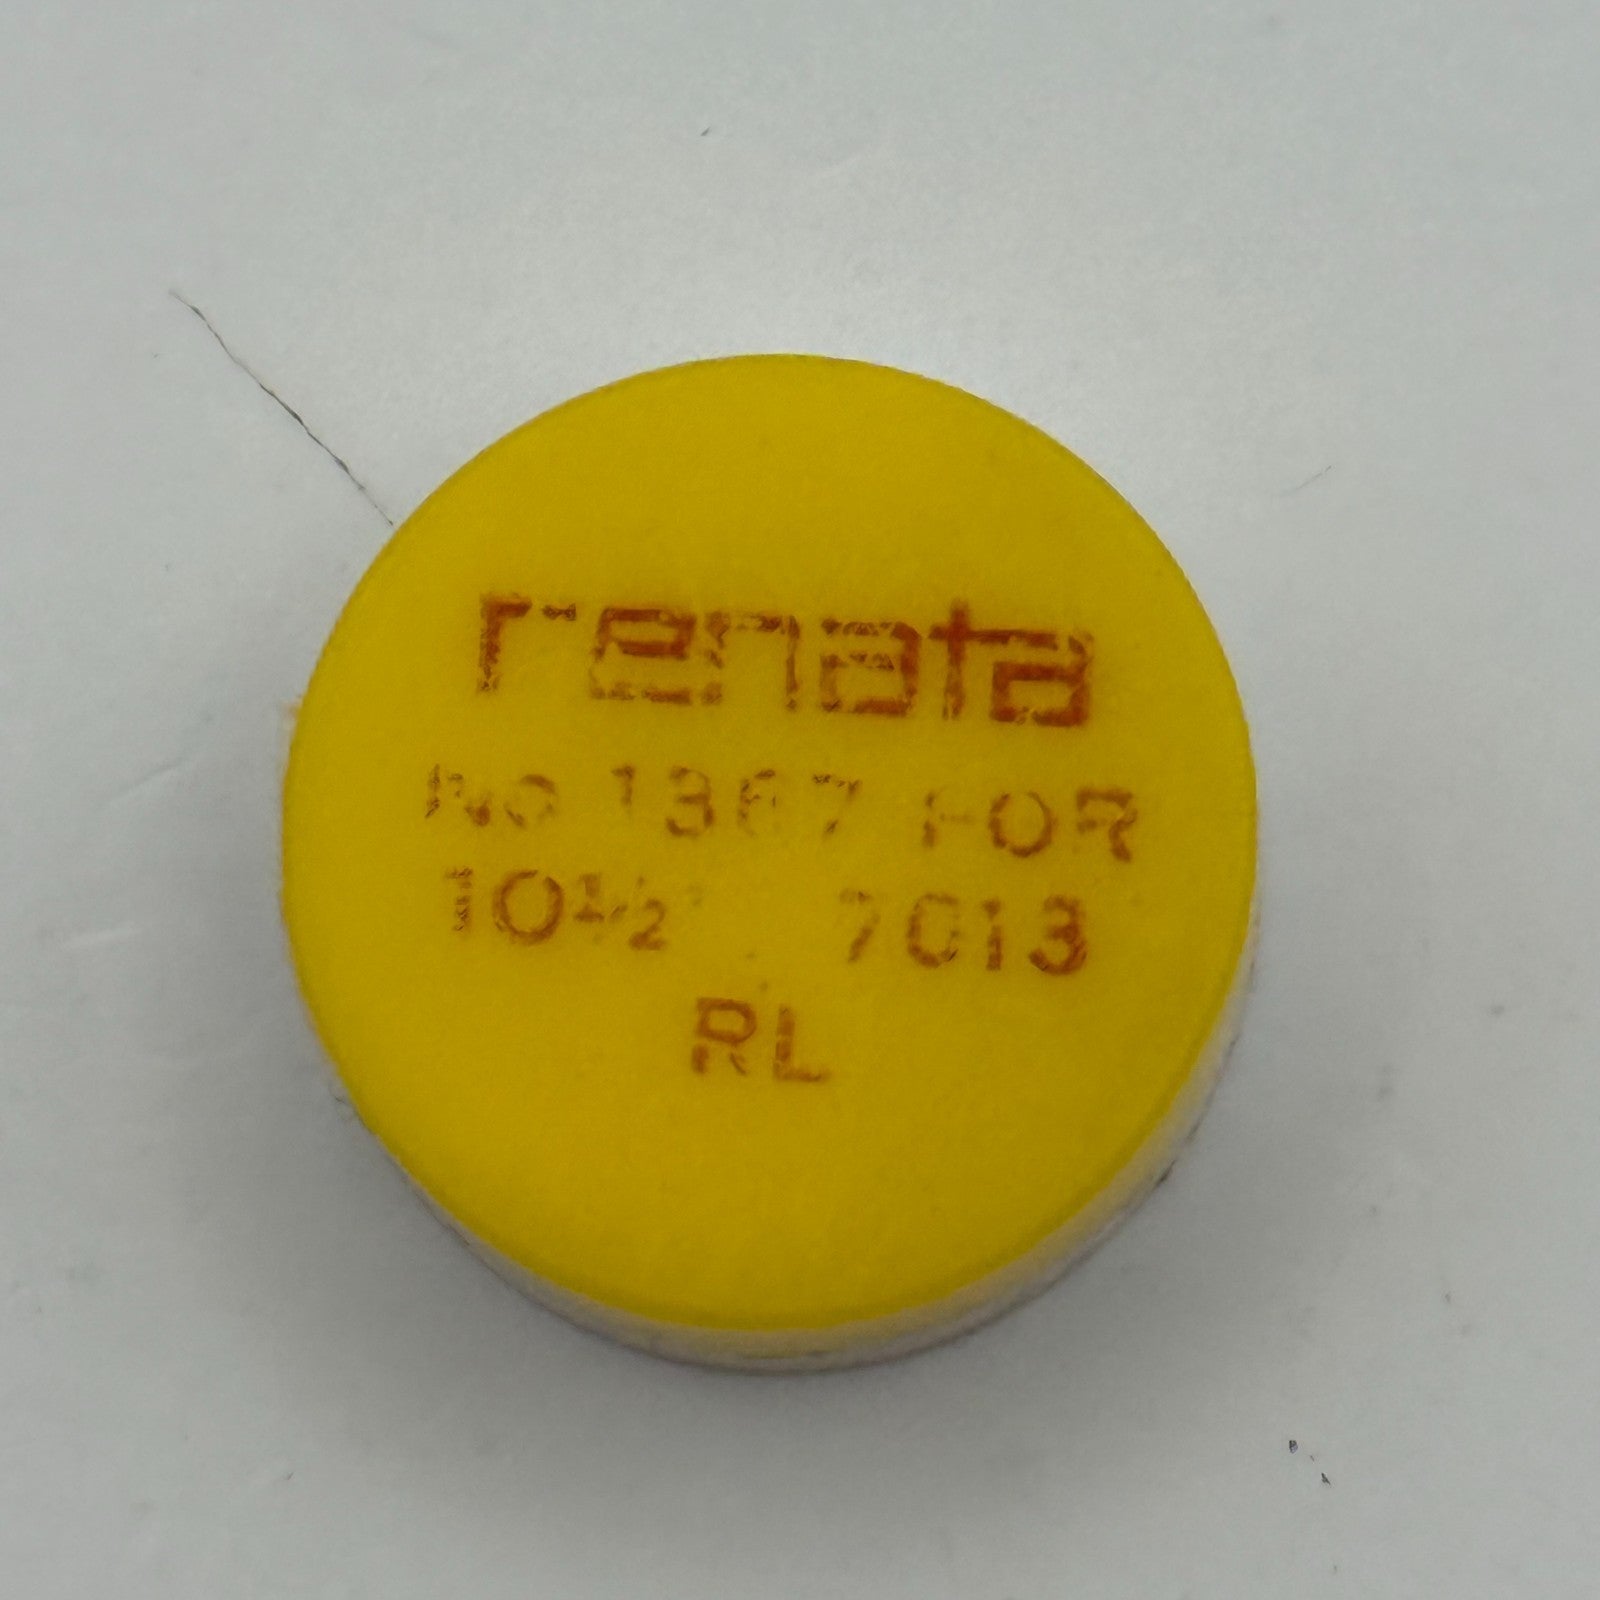 renata
No 1367 FOR
10½ 7013
RL